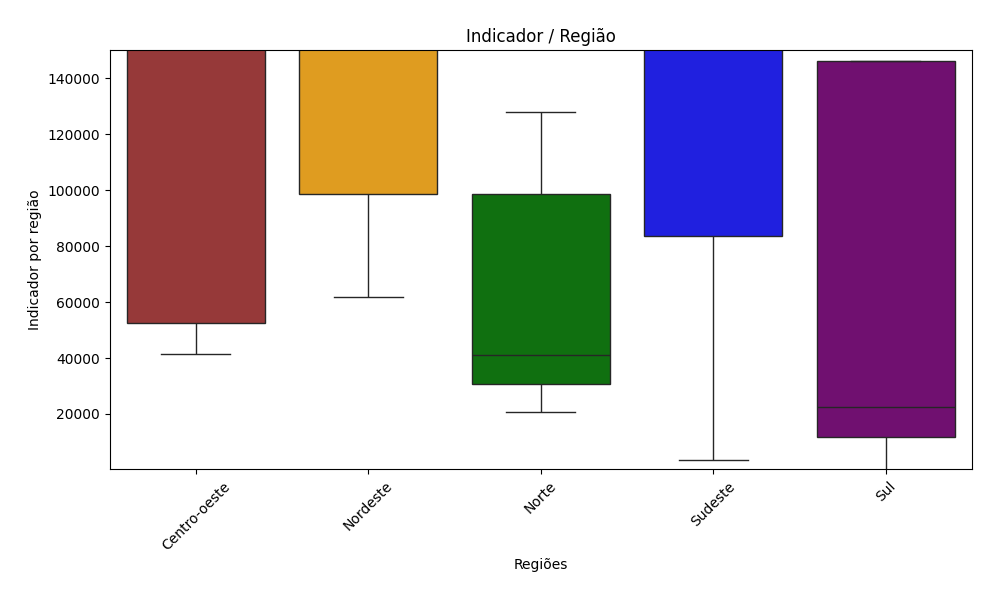 Indicador / Região
Indicador por região
140000
120000
100000
80000
60000
40000
20000
Centro-oeste
Nordeste
Norte
Sudeste
Sul
Regiões